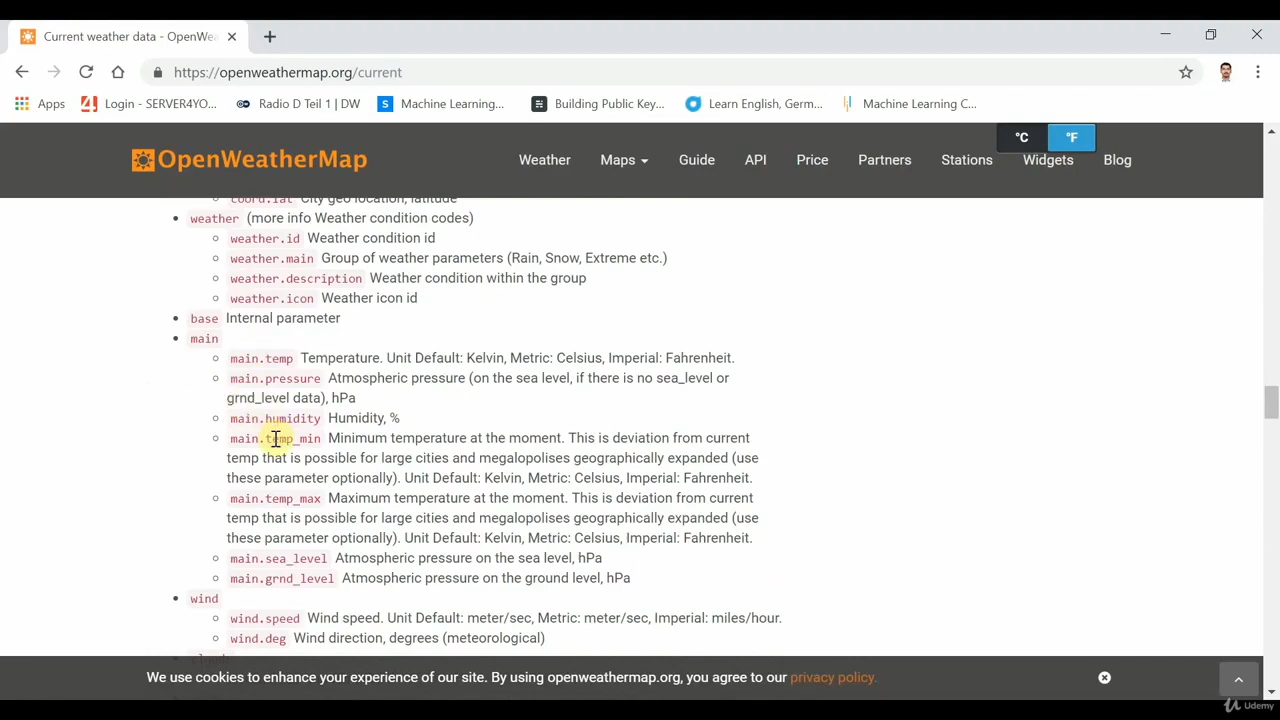 Current weather data - OpenWea
https://openweathermap.org/current
Apps
Login - SERVER4YO...
Radio D Teil 1 | DW
Machine Learning...
Building Public Key...
Learn English, Germ...
Machine Learning C...
°C
°F
OpenWeatherMap
Weather
Maps
Guide
API
Price
Partners
Stations
Widgets
Blog
coord.lat City geo location, latitude
weather (more info Weather condition codes)
weather.id Weather condition id
weather.main Group of weather parameters (Rain, Snow, Extreme etc.)
weather.description Weather condition within the group
weather.icon Weather icon id
base Internal parameter
main
main.temp Temperature. Unit Default: Kelvin, Metric: Celsius, Imperial: Fahrenheit.
main.pressure Atmospheric pressure (on the sea level, if there is no sea_level or
grnd_level data), hPa
main.humidity Humidity, %
main.temp_min Minimum temperature at the moment. This is deviation from current
temp that is possible for large cities and megalopolises geographically expanded (use
these parameter optionally). Unit Default: Kelvin, Metric: Celsius, Imperial: Fahrenheit.
main.temp_max Maximum temperature at the moment. This is deviation from current
temp that is possible for large cities and megalopolises geographically expanded (use
these parameter optionally). Unit Default: Kelvin, Metric: Celsius, Imperial: Fahrenheit.
main.sea_level Atmospheric pressure on the sea level, hPa
main.grnd_level Atmospheric pressure on the ground level, hPa
wind
wind.speed Wind speed. Unit Default: meter/sec, Metric: meter/sec, Imperial: miles/hour.
wind.deg Wind direction, degrees (meteorological)
clouds
We use cookies to enhance your experience of our site. By using openweathermap.org, you agree to our privacy policy.
Udemy